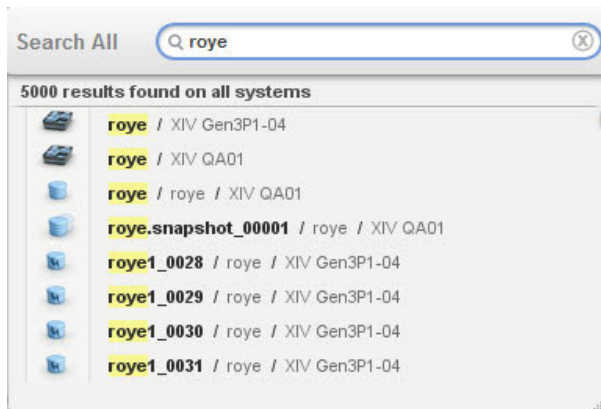 Search All roye
5000 results found on all systems
roye / XIV Gen3P1-04
roye / XIV QA01
roye / roye / XIV QA01
roye.snapshot_00001 / roye / XIV QA01
roye1_0028 / roye / XIV Gen3P1-04
roye1_0029 / roye / XIV Gen3P1-04
roye1_0030 / roye / XIV Gen3P1-04
roye1_0031 / roye / XIV Gen3P1-04